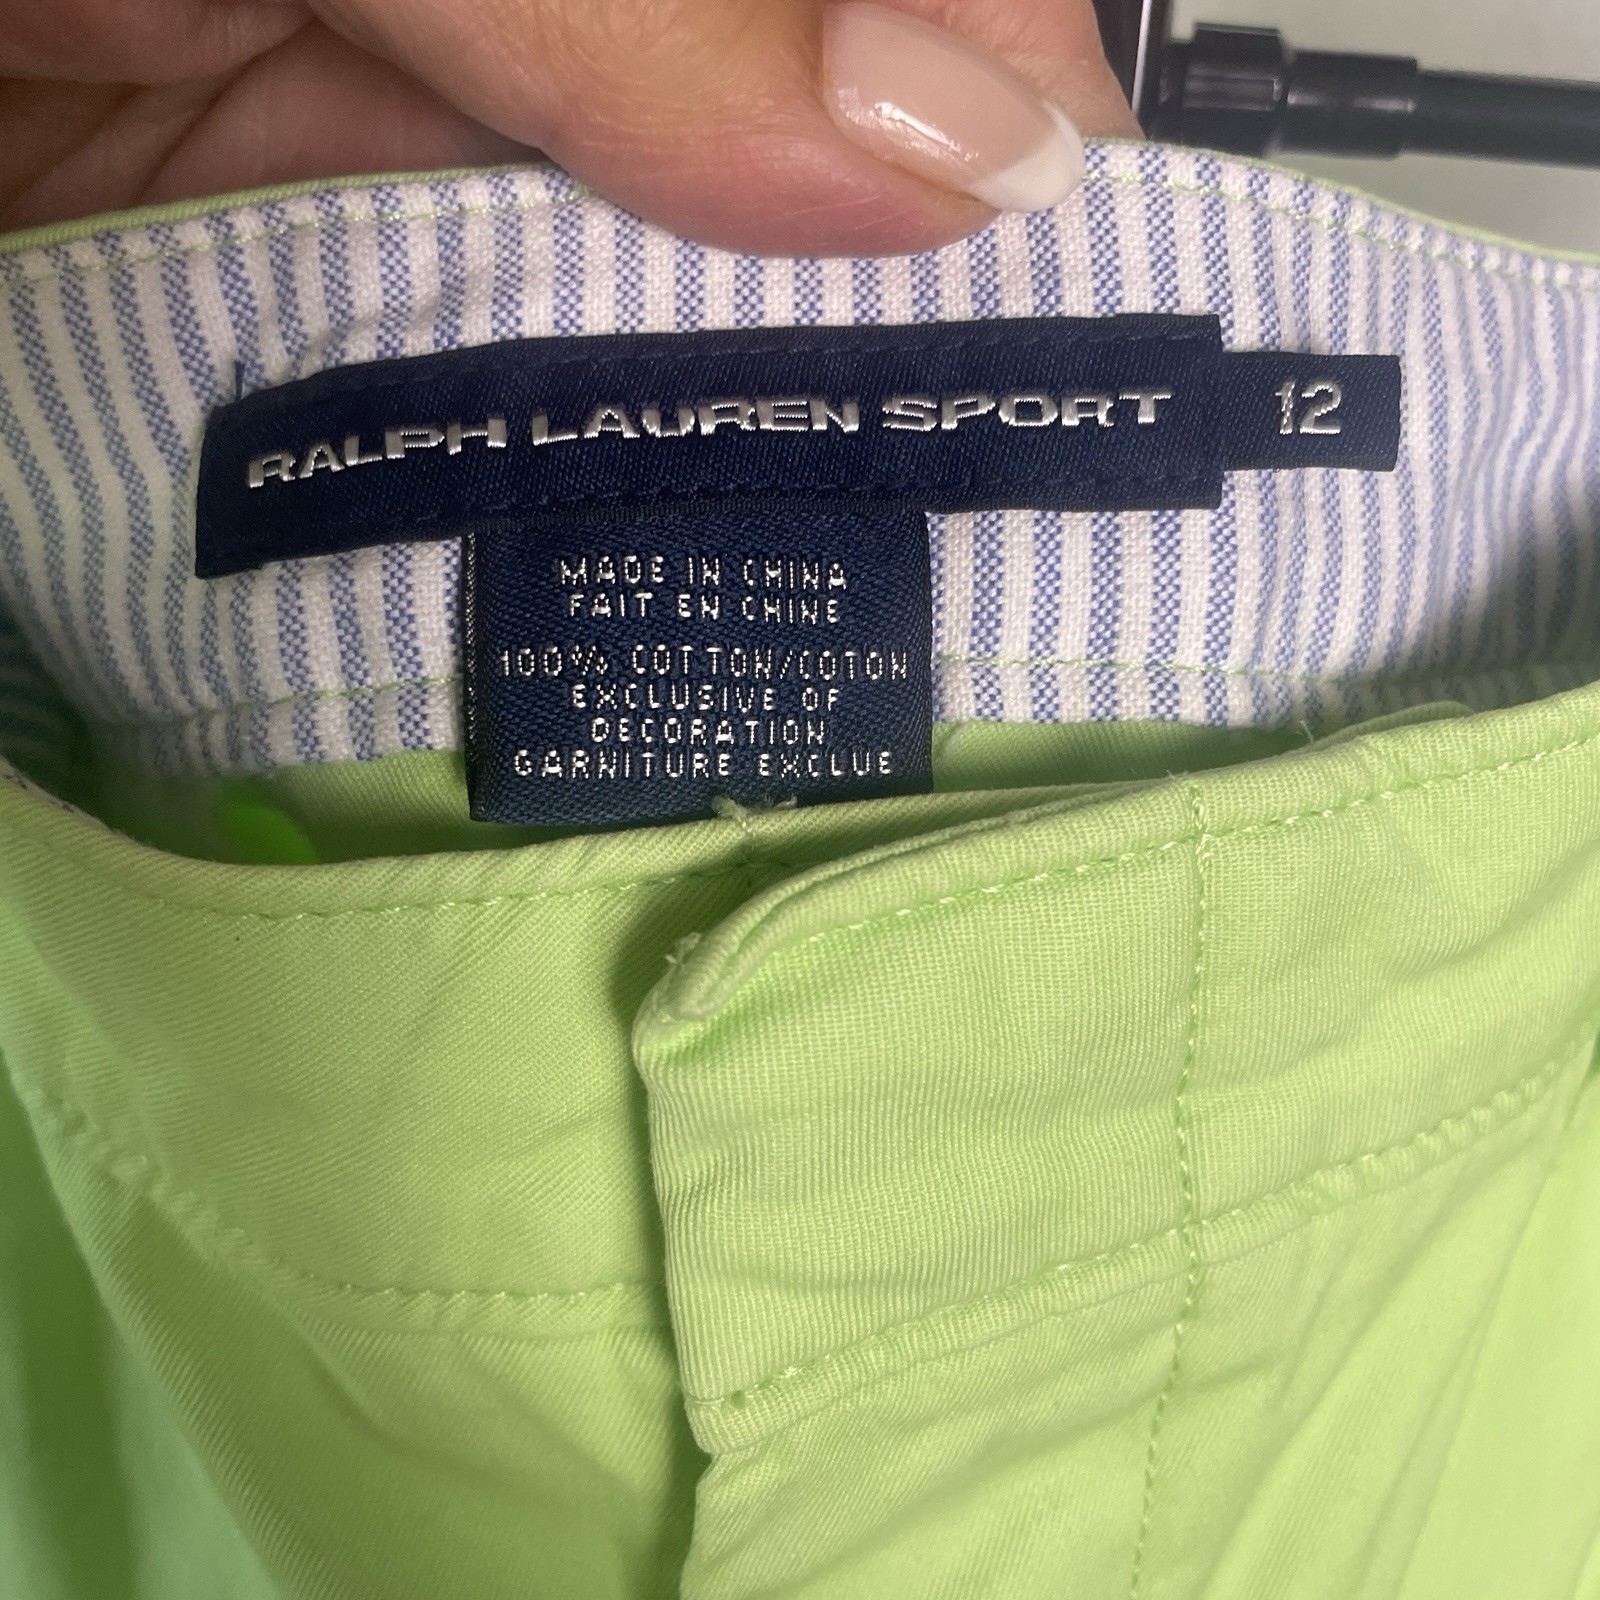 RALPH LAUREN SPORT 12
MADE IN CHINA
FAIT EN CHINE
100% COTTON/COTON
EXCLUSIVE OF
DECORATION
GARNITURE EXCLUE